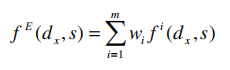 f^E(d_x, s) = \sum_{i=1}^{m} w_i f^i(d_x, s)